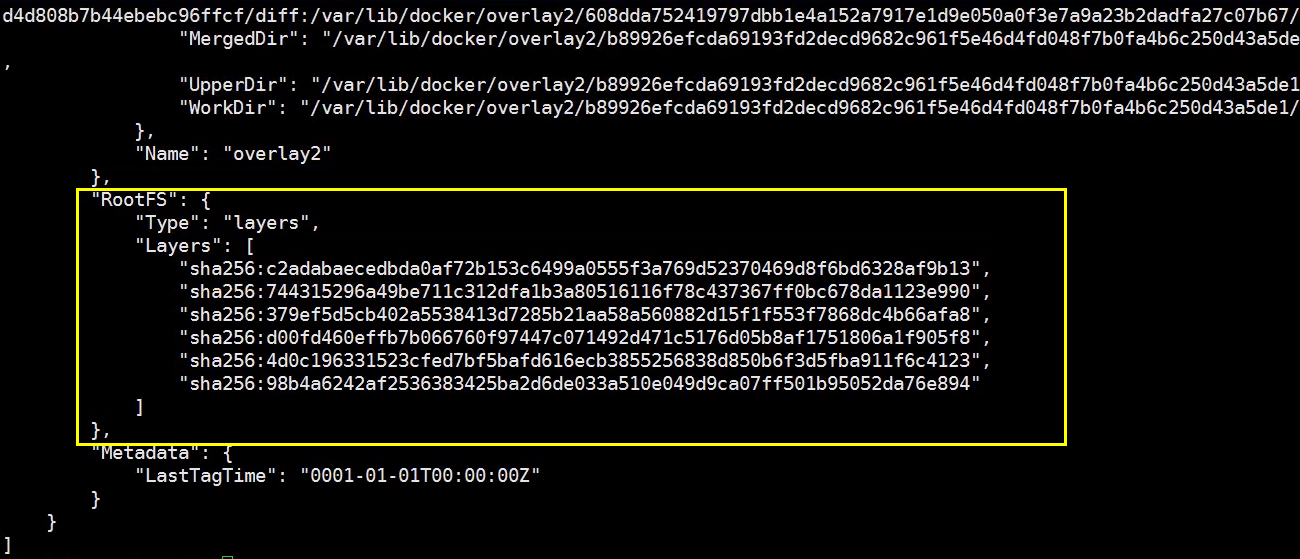 d4d808b7b44ebebc96ffcf/diff:/var/lib/docker/overlay2/608dda752419797dbb1e4a152a7917e1d9e050a0f3e7a9a23b2dadfa27c07b67/
"MergedDir": "/var/lib/docker/overlay2/b89926efcda69193fd2decd9682c961f5e46d4fd048f7b0fa4b6c250d43a5de
,
"UpperDir": "/var/lib/docker/overlay2/b89926efcda69193fd2decd9682c961f5e46d4fd048f7b0fa4b6c250d43a5de1
"WorkDir": "/var/lib/docker/overlay2/b89926efcda69193fd2decd9682c961f5e46d4fd048f7b0fa4b6c250d43a5de1/
},
"Name": "overlay2"
},
"RootFS": {
"Type": "layers",
"Layers": [
"sha256:c2adabaecedbda0af72b153c6499a0555f3a769d52370469d8f6bd6328af9b13",
"sha256:744315296a49be711c312dfa1b3a80516116f78c437367ff0bc678da1123e990",
"sha256:379ef5d5cb402a5538413d7285b21aa58a560882d15f1f553f7868dc4b66afa8",
"sha256:d00fd460effb7b066760f97447c071492d471c5176d05b8af1751806a1f905f8",
"sha256:4d0c196331523cfed7bf5bafd616ecb3855256838d850b6f3d5fba911f6c4123",
"sha256:98b4a6242af2536383425ba2d6de033a510e049d9ca07ff501b95052da76e894"
]
},
"Metadata": {
"LastTagTime": "0001-01-01T00:00:00Z"
}
}
]